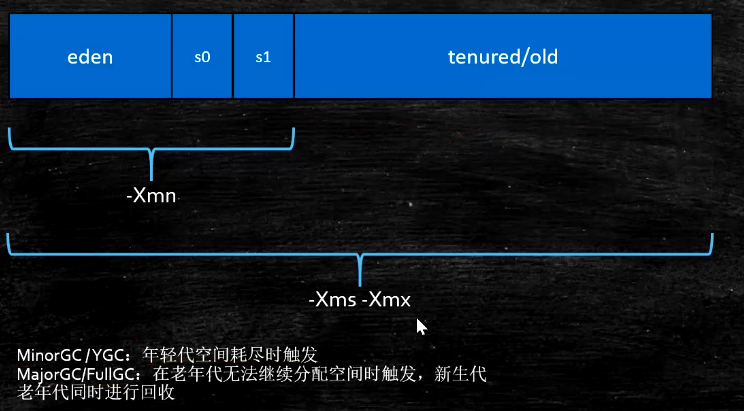 eden s0 s1 tenured/old
-Xmn
-Xms -Xmx
MinorGC /YGC：年轻代空间耗尽时触发
MajorGC/FullGC：在老年代无法继续分配空间时触发，新生代
老年代同时进行回收